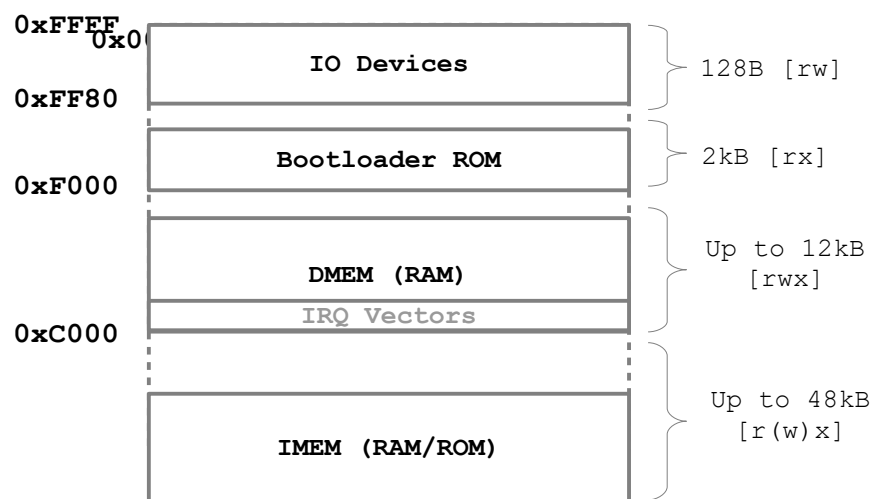 0xFFEF
IO Devices
128B [rw]
0xFF80
Bootloader ROM
2kB [rx]
0xF000
Up to 12kB
[rwx]
DMEM (RAM)
IRQ Vectors
0xC000
Up to 48kB
[r(w)x]
IMEM (RAM/ROM)